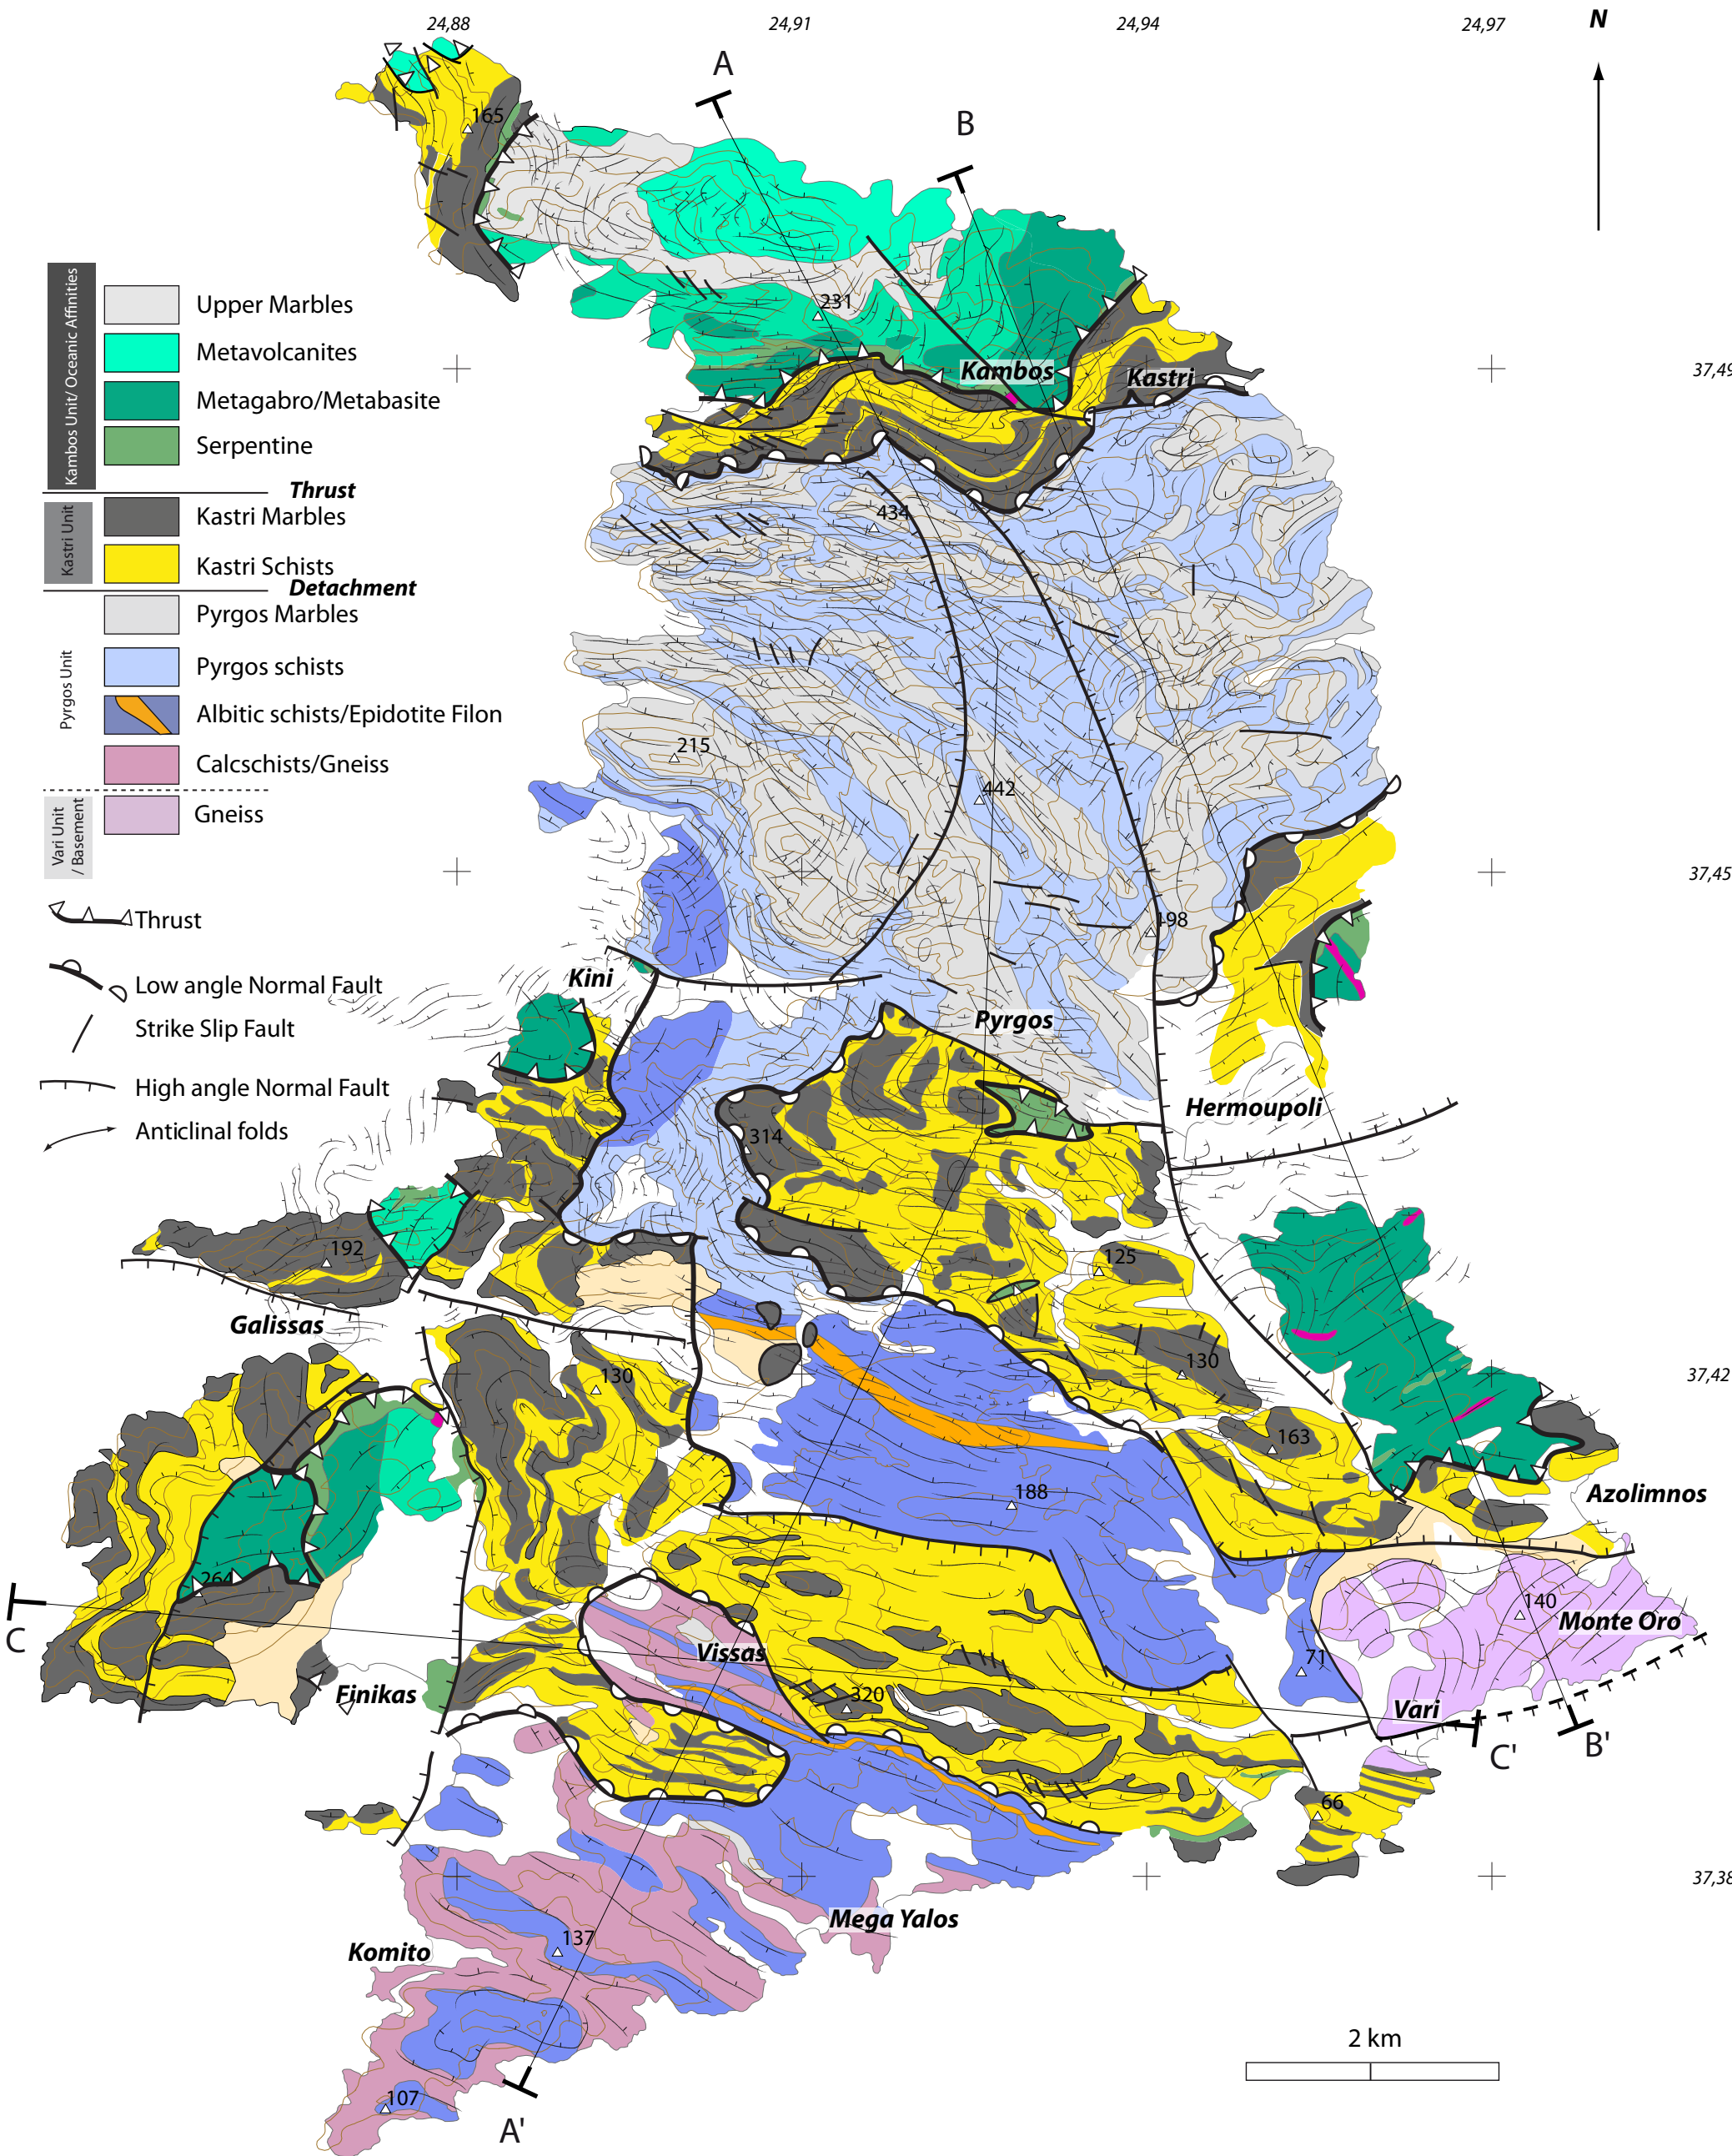 24,88
24,91
24,94
24,97
N
A
B
165
Kambos Unit/ Oceanic Affinities
Upper Marbles
Metavolcanites
Metagabro/Metabasite
Serpentine
Thrust
Kastri Unit
Kastri Marbles
Kastri Schists
Detachment
Pyrgos Unit
Pyrgos Marbles
Pyrgos schists
Albitic schists/Epidotite Filon
Calcschists/Gneiss
Vari Unit
/ Basement
Gneiss
Thrust
Low angle Normal Fault
Strike Slip Fault
High angle Normal Fault
Anticlinal folds
231
Kambos
Kastri
37,49
434
215
442
37,45
198
Kini
Pyrgos
Hermoupoli
314
192
125
Galissas
130
130
37,42
163
188
Azolimnos
264
C
140
Monte Oro
Vissas
71
Finikas
320
Vari
C'
B'
66
37,38
Mega Yalos
137
Komito
2 km
107
A'